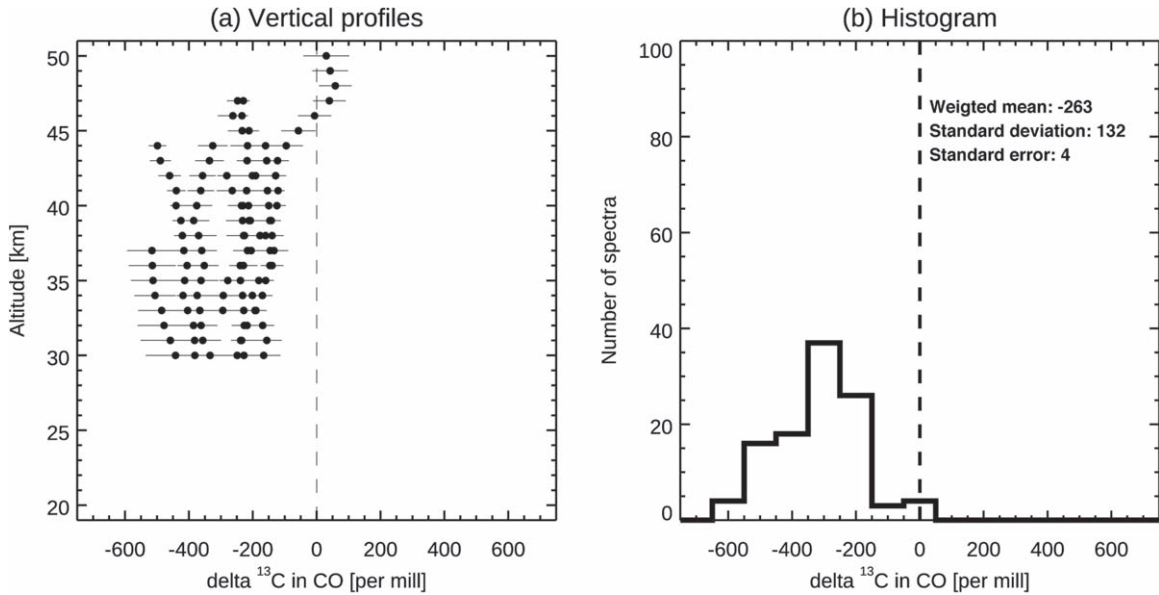 (a) Vertical profiles
50
45
40
35
30
25
20
Altitude [km]
-600 -400 -200 0 200 400 600
delta ¹³C in CO [per mill]
(b) Histogram
100
80
60
40
20
0
Number of spectra
Weigted mean: -263
Standard deviation: 132
Standard error: 4
-600 -400 -200 0 200 400 600
delta ¹³C in CO [per mill]